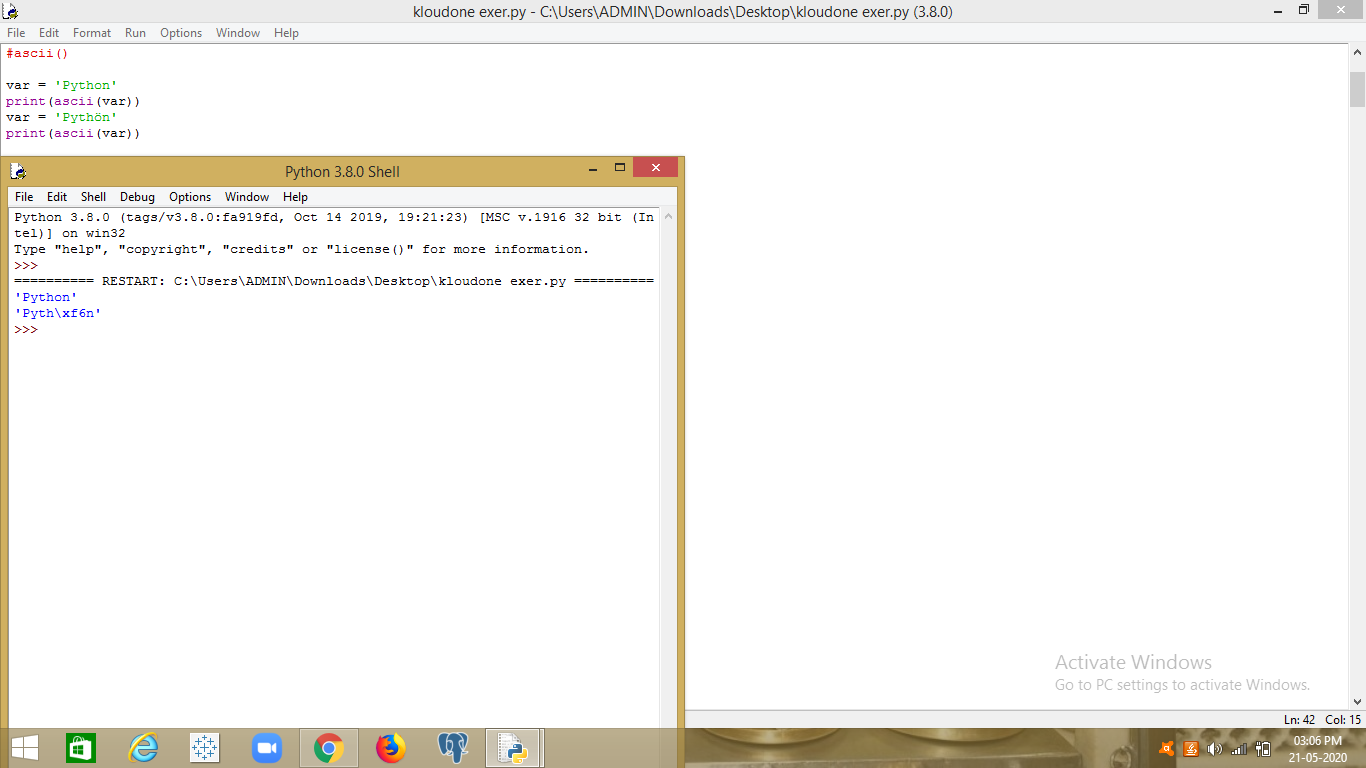 kloudone exer.py - C:\Users\ADMIN\Downloads\Desktop\kloudone exer.py (3.8.0)
File Edit Format Run Options Window Help
#ascii()
var = 'Python'
print(ascii(var))
var = 'Pythön'
print(ascii(var))
Python 3.8.0 Shell
File Edit Shell Debug Options Window Help
Python 3.8.0 (tags/v3.8.0:fa919fd, Oct 14 2019, 19:21:23) [MSC v.1916 32 bit (In
tel)] on win32
Type "help", "copyright", "credits" or "license()" for more information.
>>>
========== RESTART: C:\Users\ADMIN\Downloads\Desktop\kloudone exer.py ==========
'Python'
'Pyth\xf6n'
>>>
Activate Windows
Go to PC settings to activate Windows.
Ln: 42 Col: 15
03:06 PM
21-05-2020